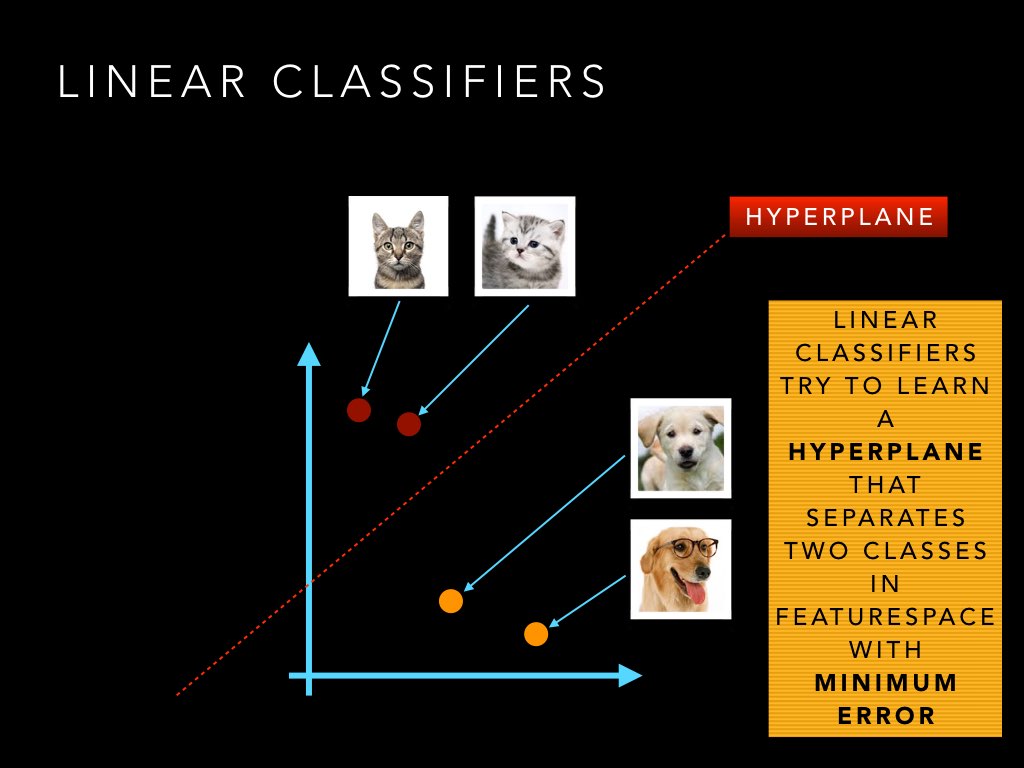 LINEAR CLASSIFIERS
HYPERPLANE
LINEAR
CLASSIFIERS
TRY TO LEARN
A
HYPERPLANE
THAT
SEPARATES
TWO CLASSES
IN
FEATURESPACE
WITH
MINIMUM
ERROR